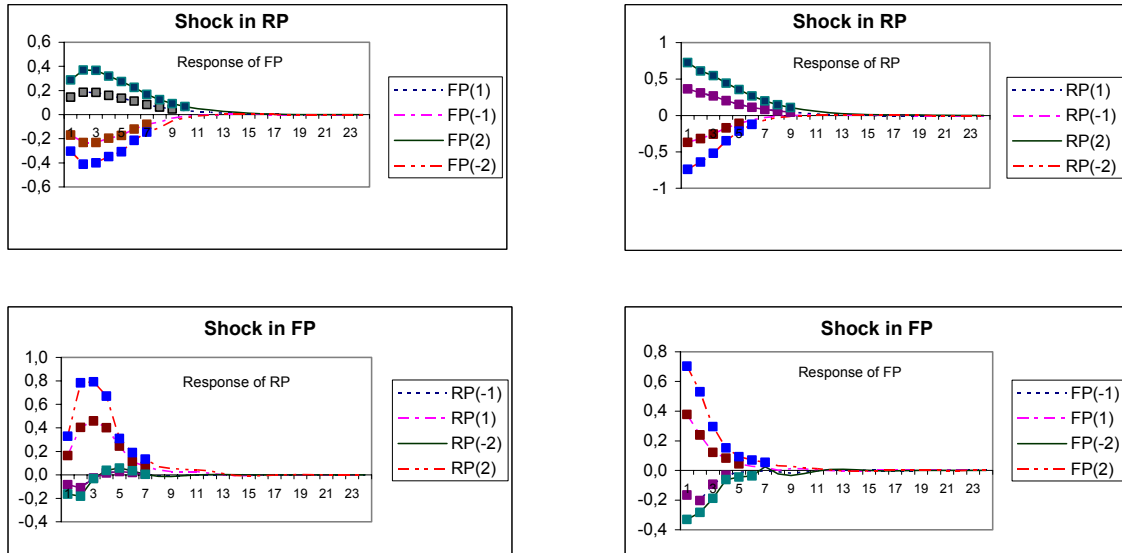 Shock in RP
0,6
0,4
0,2
0
-0,2
-0,4
-0,6
Response of FP
1 3 5 7 9 11 13 15 17 19 21 23
FP(1)
FP(-1)
FP(2)
FP(-2)
Shock in RP
1
0,5
0
-0,5
-1
Response of RP
1 3 5 7 9 11 13 15 17 19 21 23
RP(1)
RP(-1)
RP(2)
RP(-2)
Shock in FP
1,0
0,8
0,6
0,4
0,2
0,0
-0,2
-0,4
Response of RP
1 3 5 7 9 11 13 15 17 19 21 23
RP(-1)
RP(1)
RP(-2)
RP(2)
Shock in FP
0,8
0,6
0,4
0,2
0,0
-0,2
-0,4
Response of FP
1 3 5 7 9 11 13 15 17 19 21 23
FP(-1)
FP(1)
FP(-2)
FP(2)